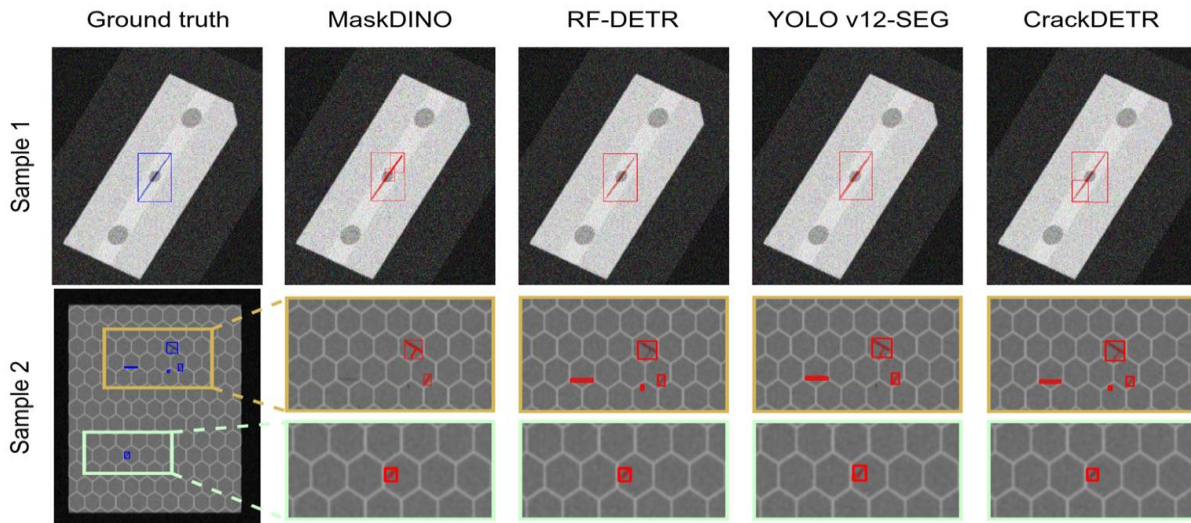 Ground truth
MaskDINO
RF-DETR
YOLO v12-SEG
CrackDETR
Sample 1
Sample 2